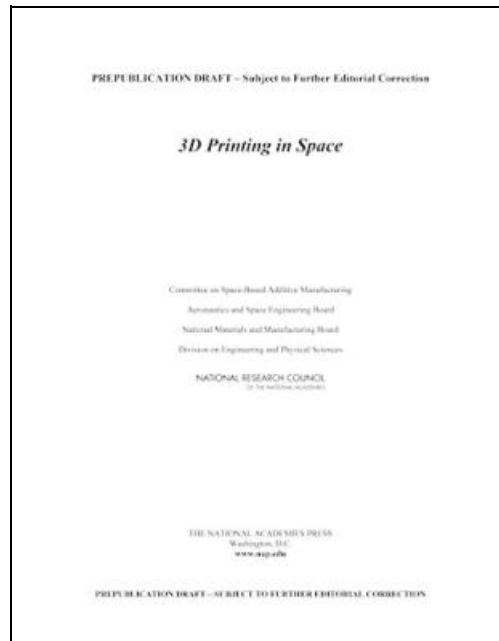 PREPUBLICATION DRAFT – Subject to Further Editorial Correction
3D Printing in Space
Committee on Space-Based Additive Manufacturing
Aeronautics and Space Engineering Board
National Materials and Manufacturing Board
Division on Engineering and Physical Sciences
NATIONAL RESEARCH COUNCIL
OF THE NATIONAL ACADEMIES
THE NATIONAL ACADEMIES PRESS
Washington, D.C.
www.nap.edu
PREPUBLICATION DRAFT – SUBJECT TO FURTHER EDITORIAL CORRECTION